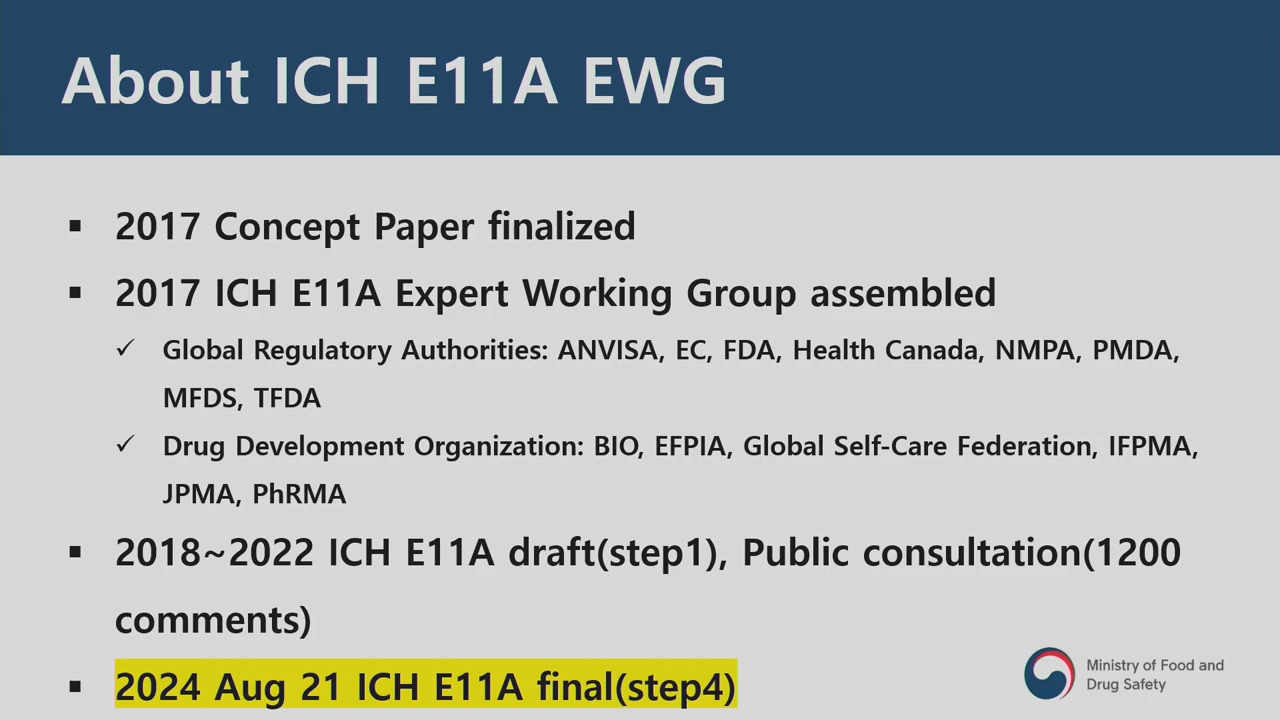 About ICH E11A EWG
▪ 2017 Concept Paper finalized
▪ 2017 ICH E11A Expert Working Group assembled
✓ Global Regulatory Authorities: ANVISA, EC, FDA, Health Canada, NMPA, PMDA,
MFDS, TFDA
✓ Drug Development Organization: BIO, EFPIA, Global Self-Care Federation, IFPMA,
JPMA, PhRMA
▪ 2018~2022 ICH E11A draft(step1), Public consultation(1200
comments)
▪ 2024 Aug 21 ICH E11A final(step4)
Ministry of Food and
Drug Safety